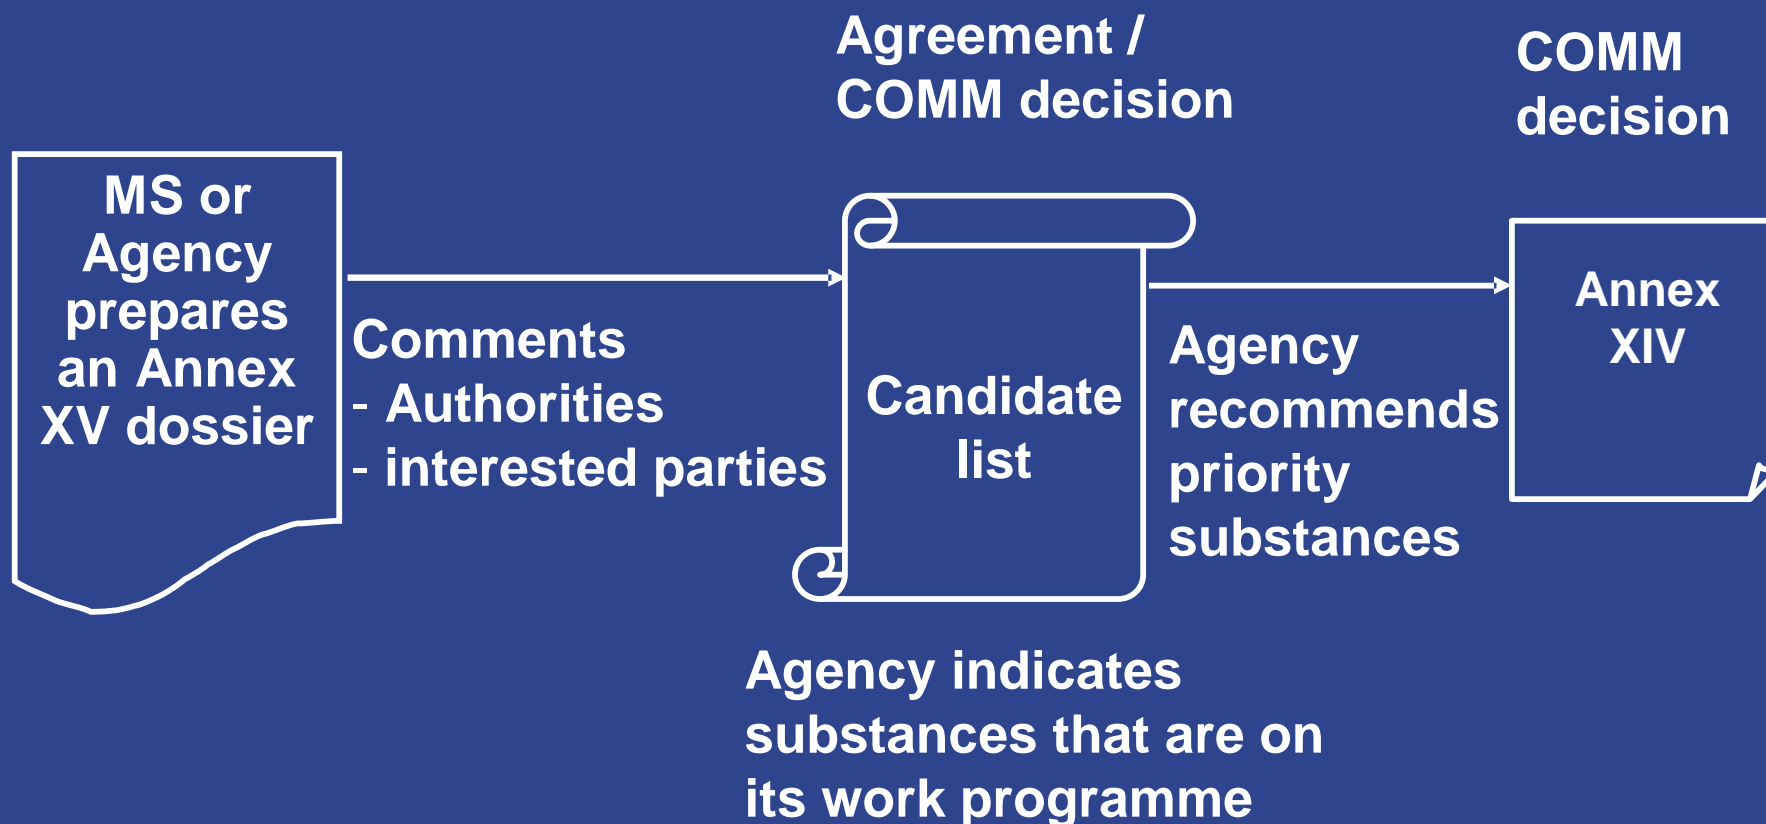 Agreement /
COMM decision
COMM
decision
MS or
Agency
prepares
an Annex
XV dossier
Comments
- Authorities
- interested parties
Candidate
list
Agency
recommends
priority
substances
Annex
XIV
Agency indicates
substances that are on
its work programme